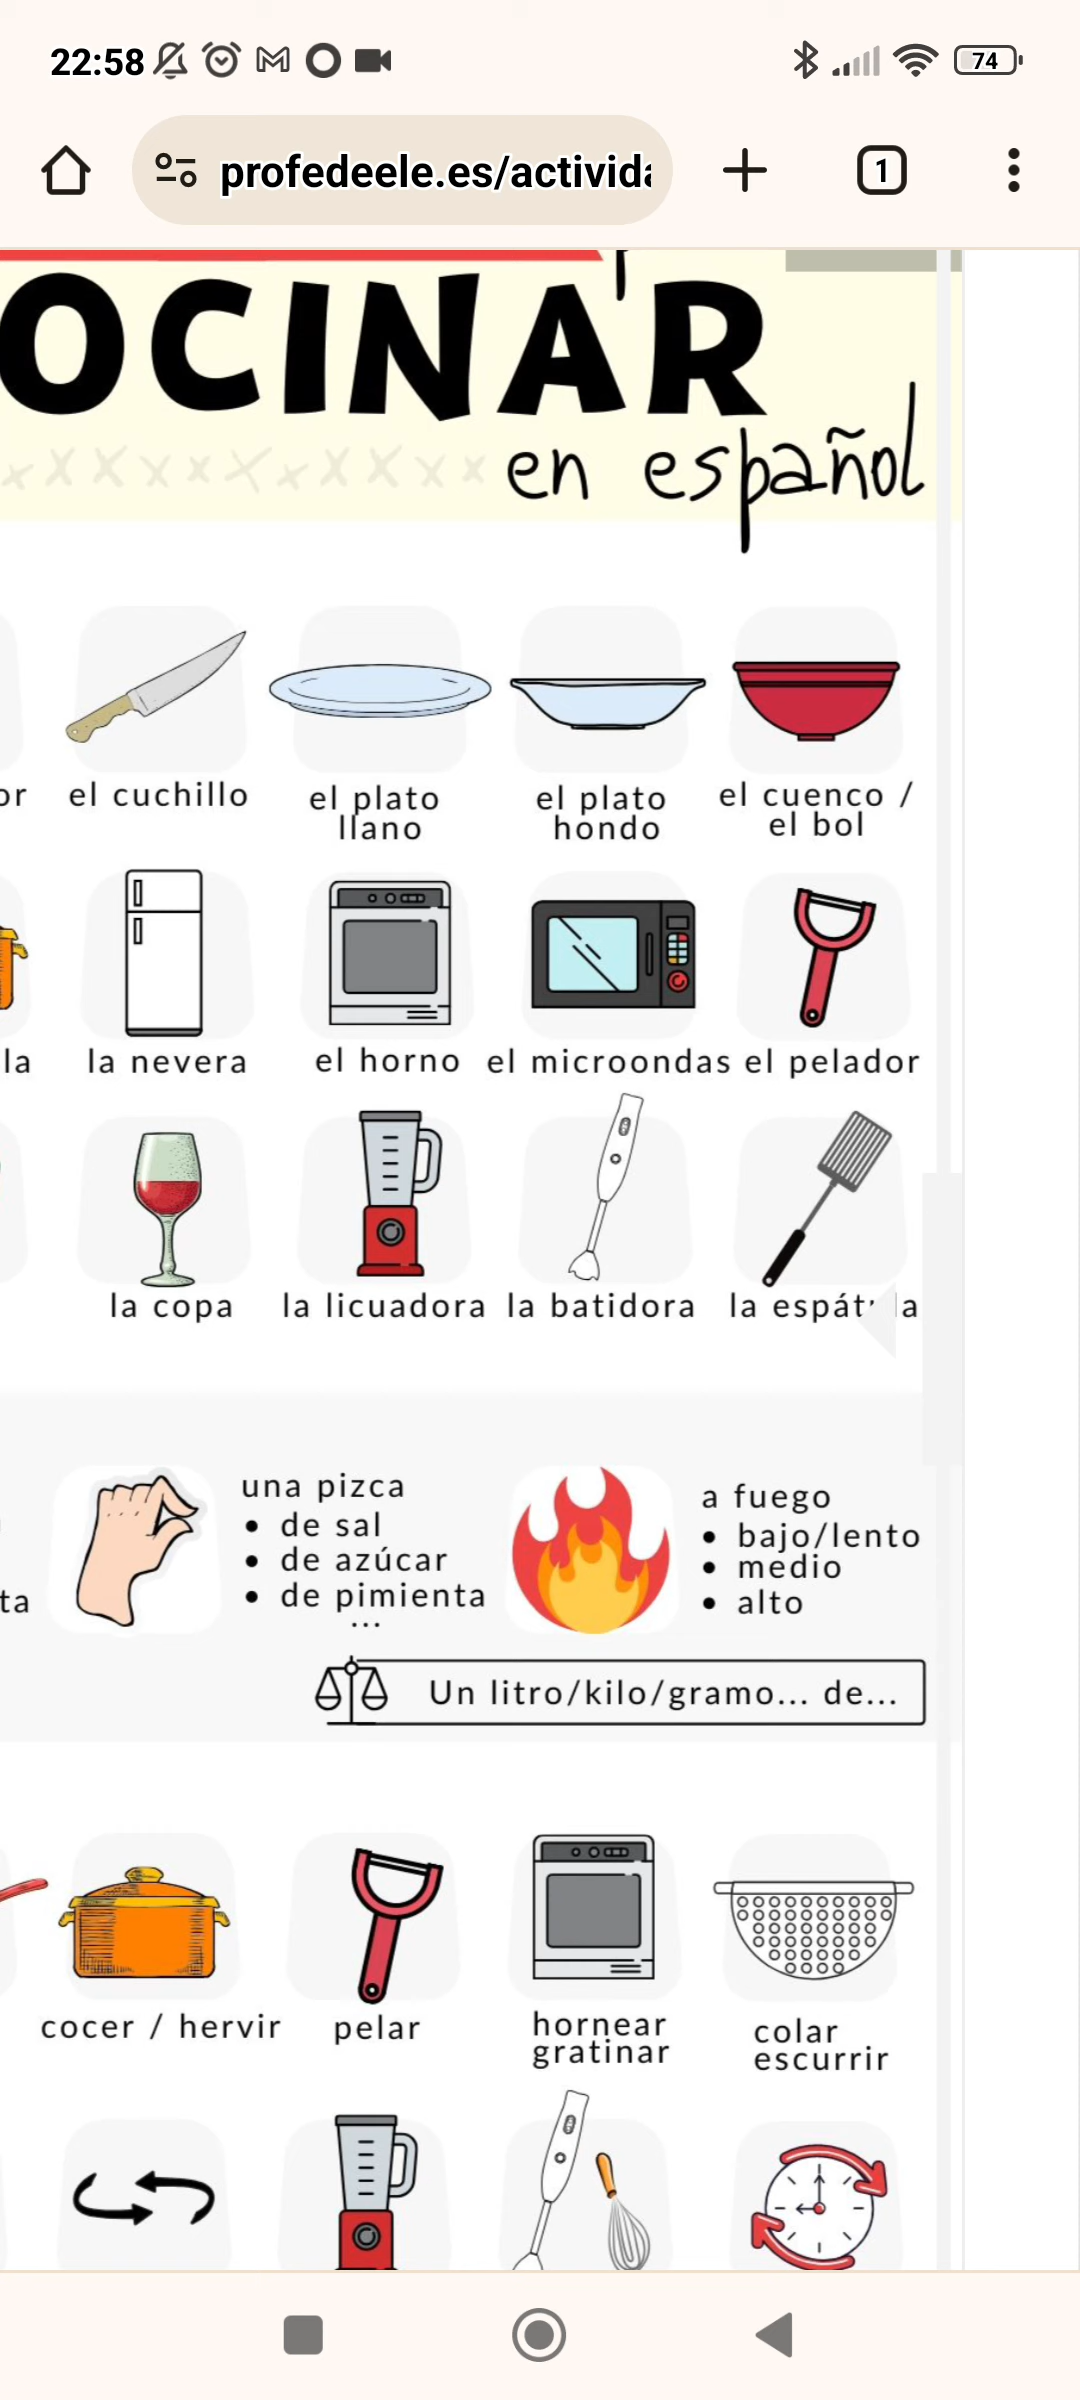 22:58
74
profedeele.es/activida
1
OCINAR
en español
or
el cuchillo
el plato
llano
el plato
hondo
el cuenco /
el bol
la
la nevera
el horno
el microondas
el pelador
la copa
la licuadora
la batidora
la espátula
ta
una pizca
• de sal
• de azúcar
• de pimienta
...
a fuego
• bajo/lento
• medio
• alto
Un litro/kilo/gramo... de...
cocer / hervir
pelar
hornear
gratinar
colar
escurrir